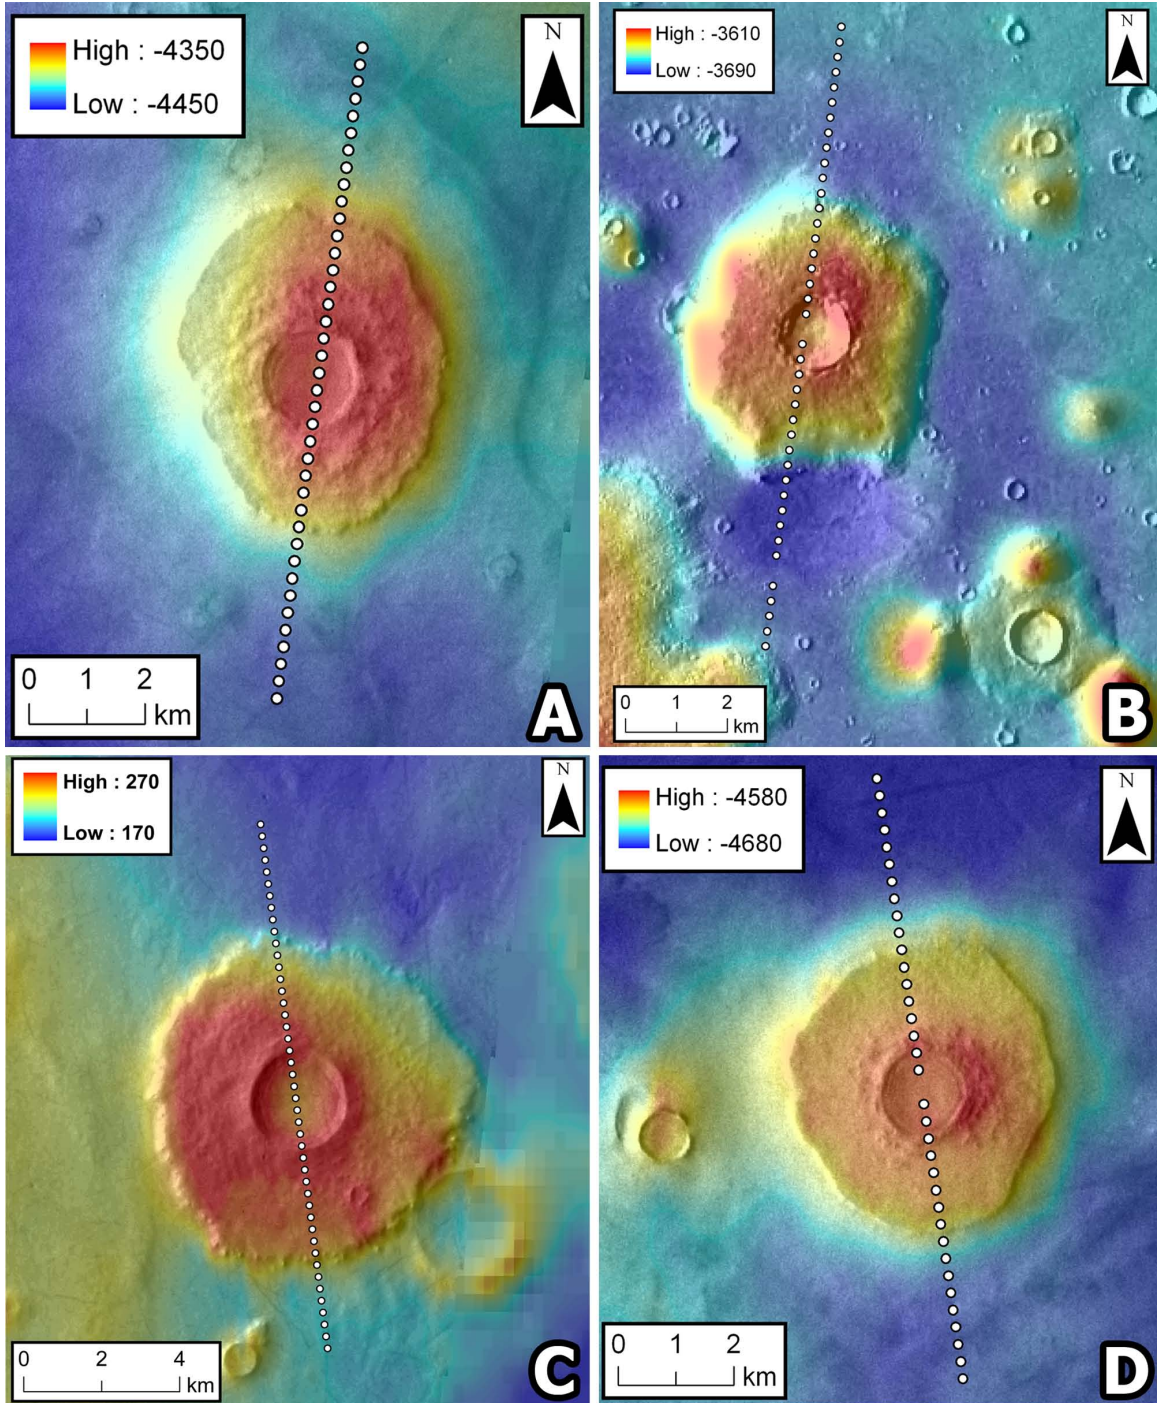 High : -4350
Low : -4450
N
0 1 2
km
A
High : -3610
Low : -3690
N
0 1 2
km
B
High : 270
Low : 170
N
0 2 4
km
C
High : -4580
Low : -4680
N
0 1 2
km
D